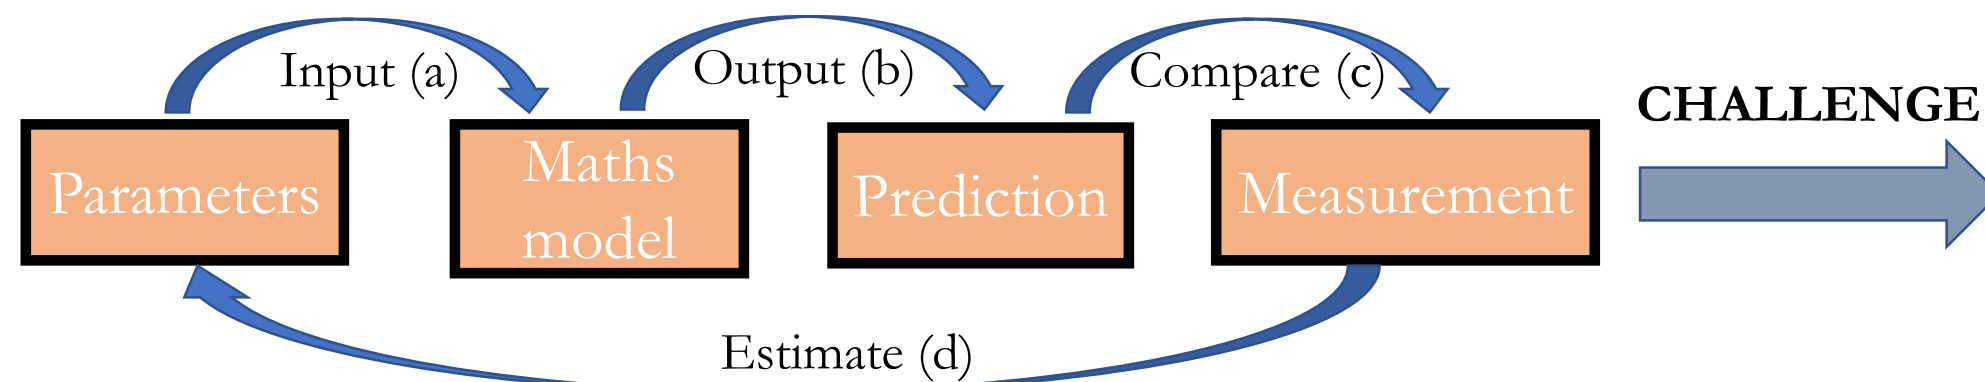 Input (a)
Output (b)
Compare (c)
CHALLENGE
Parameters
Maths
model
Prediction
Measurement
Estimate (d)